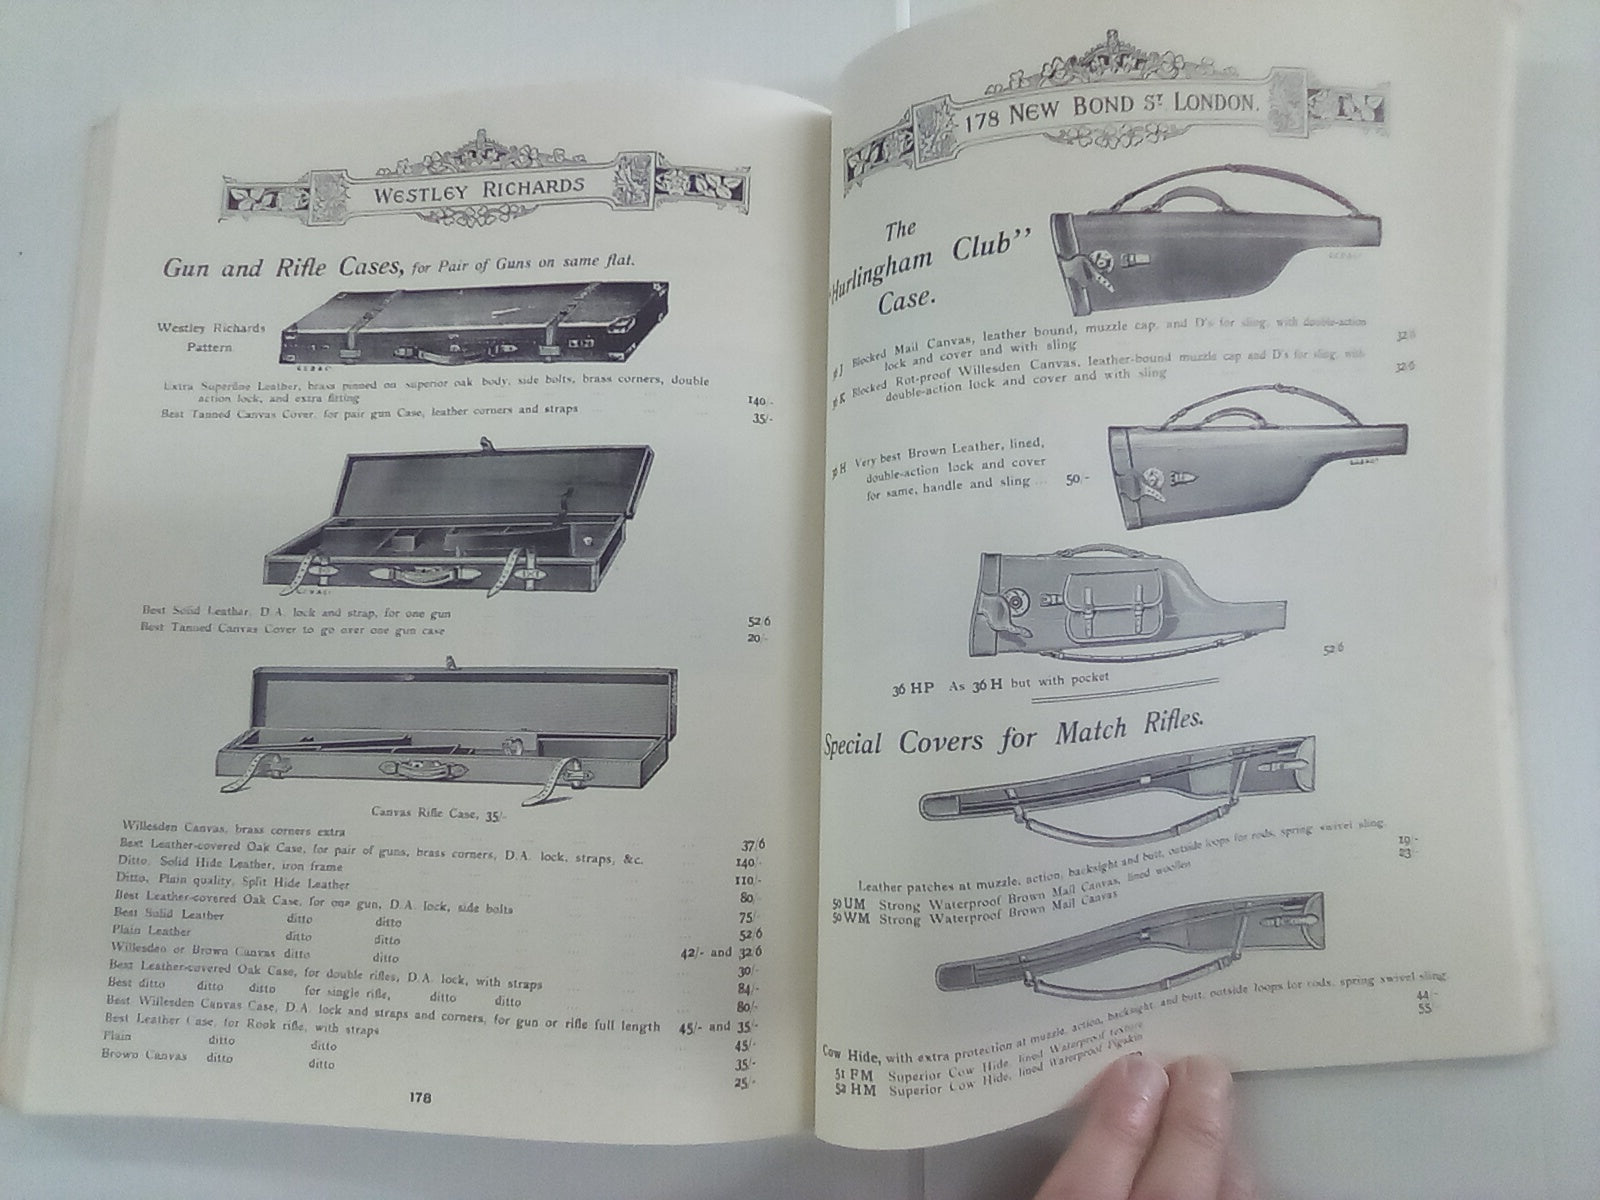 WESTLEY RICHARDS
Gun and Rifle Cases, for Pair of Guns on same flat.
Westley Richards
Pattern
Extra Superfine Leather, brass pinned on superior oak body, side bolts, brass corners, double
action lock, and extra fitting 140/-
Best Tanned Canvas Cover, for pair gun Case, leather corners and straps 35/-
Best Solid Leather, D.A. lock and strap, for one gun 52/6
Best Tanned Canvas Cover to go over one gun case 20/-
Canvas Rifle Case, 35/-
Willesden Canvas, brass corners extra 37/6
Best Leather-covered Oak Case, for pair of guns, brass corners, D.A. lock, straps, &c. 140/-
Ditto, Solid Hide Leather, iron frame 110/-
Ditto, Plain quality, Split Hide Leather 80/-
Best Leather-covered Oak Case, for one gun, D.A. lock, side bolts 75/-
Best Solid Leather ditto ditto 52/6
Plain Leather ditto ditto 42/- and 32/6
Willesden or Brown Canvas ditto ditto 30/-
Best Leather-covered Oak Case, for double rifles, D.A. lock, with straps 84/-
Best ditto ditto ditto for single rifle, ditto ditto 80/-
Best Willesden Canvas Case, D.A. lock and straps and corners, for gun or rifle full length 45/- and 35/-
Best Leather Case, for Rook rifle, with straps 45/-
Plain ditto ditto 35/-
Brown Canvas ditto ditto 25/-
178
178 NEW BOND ST LONDON.
The
"Hurlingham Club"
Case.
J Blocked Mail Canvas, leather bound, muzzle cap, and D's for sling, with double-action
lock and cover and with sling 32/6
K Blocked Rot-proof Willesden Canvas, leather-bound muzzle cap and D's for sling, with
double-action lock and cover and with sling 32/6
H Very best Brown Leather, lined,
double-action lock and cover
for same, handle and sling ... 50/-
52/6
36 HP As 36 H but with pocket
Special Covers for Match Rifles.
Leather patches at muzzle, action, backsight and butt, outside loops for rods, spring swivel sling.
50 UM Strong Waterproof Brown Mail Canvas, lined woollen 19/-
50 WM Strong Waterproof Brown Mail Canvas 23/-
Cow Hide, with extra protection at muzzle, action, backsight, and butt, outside loops for rods, spring swivel sling.
51 FM Superior Cow Hide, lined Waterproof texture 44/-
52 HM Superior Cow Hide, lined Waterproof Pigskin 55/-